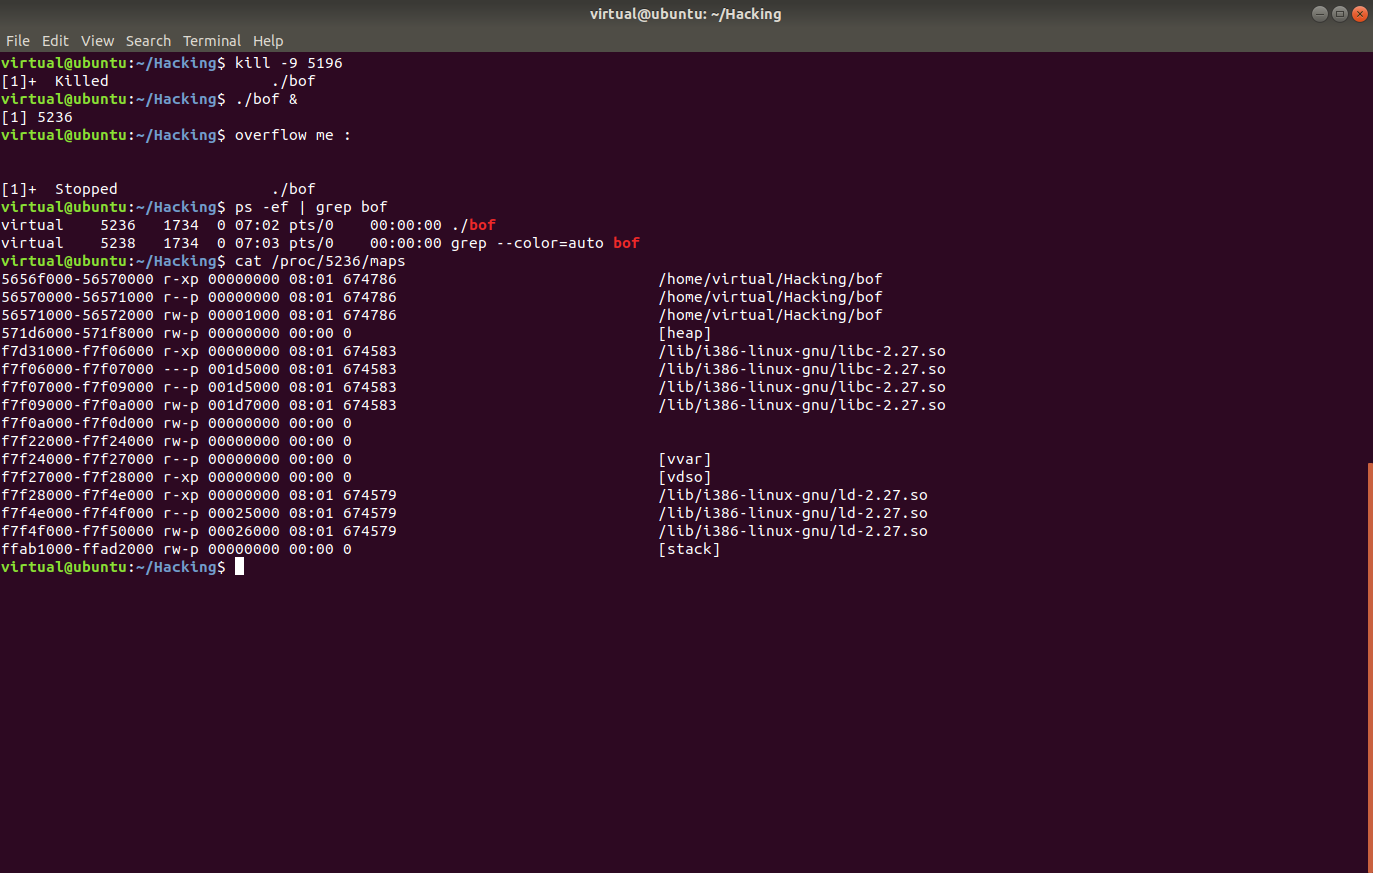 virtual@ubuntu: ~/Hacking
File Edit View Search Terminal Help
virtual@ubuntu:~/Hacking$ kill -9 5196
[1]+  Killed                  ./bof
virtual@ubuntu:~/Hacking$ ./bof &
[1] 5236
virtual@ubuntu:~/Hacking$ overflow me :
[1]+  Stopped                 ./bof
virtual@ubuntu:~/Hacking$ ps -ef | grep bof
virtual    5236   1734  0 07:02 pts/0    00:00:00 ./bof
virtual    5238   1734  0 07:03 pts/0    00:00:00 grep --color=auto bof
virtual@ubuntu:~/Hacking$ cat /proc/5236/maps
5656f000-56570000 r-xp 00000000 08:01 674786                             /home/virtual/Hacking/bof
56570000-56571000 r--p 00000000 08:01 674786                             /home/virtual/Hacking/bof
56571000-56572000 rw-p 00001000 08:01 674786                             /home/virtual/Hacking/bof
571d6000-571f8000 rw-p 00000000 00:00 0                                  [heap]
f7d31000-f7f06000 r-xp 00000000 08:01 674583                             /lib/i386-linux-gnu/libc-2.27.so
f7f06000-f7f07000 ---p 001d5000 08:01 674583                             /lib/i386-linux-gnu/libc-2.27.so
f7f07000-f7f09000 r--p 001d5000 08:01 674583                             /lib/i386-linux-gnu/libc-2.27.so
f7f09000-f7f0a000 rw-p 001d7000 08:01 674583                             /lib/i386-linux-gnu/libc-2.27.so
f7f0a000-f7f0d000 rw-p 00000000 00:00 0
f7f22000-f7f24000 rw-p 00000000 00:00 0
f7f24000-f7f27000 r--p 00000000 00:00 0                                  [vvar]
f7f27000-f7f28000 r-xp 00000000 00:00 0                                  [vdso]
f7f28000-f7f4e000 r-xp 00000000 08:01 674579                             /lib/i386-linux-gnu/ld-2.27.so
f7f4e000-f7f4f000 r--p 00025000 08:01 674579                             /lib/i386-linux-gnu/ld-2.27.so
f7f4f000-f7f50000 rw-p 00026000 08:01 674579                             /lib/i386-linux-gnu/ld-2.27.so
ffab1000-ffad2000 rw-p 00000000 00:00 0                                  [stack]
virtual@ubuntu:~/Hacking$